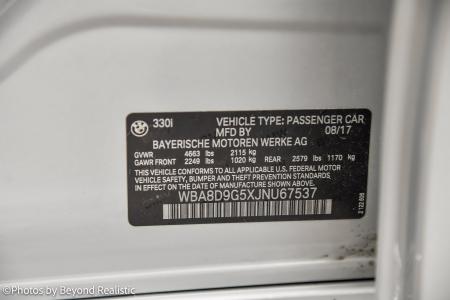 330i VEHICLE TYPE: PASSENGER CAR
MFD BY 08/17
BAYERISCHE MOTOREN WERKE AG
GVWR 4663 lbs 2115 kg
GAWR FRONT 2249 lbs 1020 kg REAR 2579 lbs 1170 kg
THIS VEHICLE CONFORMS TO ALL APPLICABLE U.S. FEDERAL MOTOR
VEHICLE SAFETY, BUMPER AND THEFT PREVENTION STANDARDS
IN EFFECT ON THE DATE OF MANUFACTURE SHOWN ABOVE.
WBA8D9G5XJNU67537
©Photos by Beyond Realistic